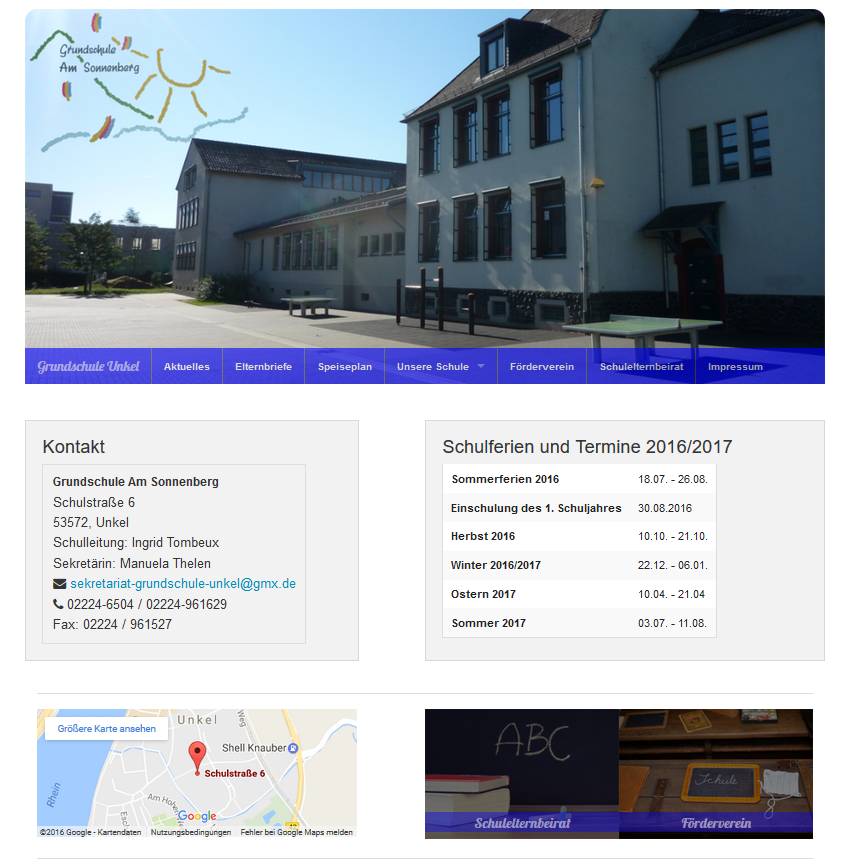 Grundschule
Am Sonnenberg
Grundschule Unkel Aktuelles Elternbriefe Speiseplan Unsere Schule Förderverein Schulelternbeirat Impressum
Kontakt
Grundschule Am Sonnenberg
Schulstraße 6
53572, Unkel
Schulleitung: Ingrid Tombeux
Sekretärin: Manuela Thelen
sekretariat-grundschule-unkel@gmx.de
02224-6504 / 02224-961629
Fax: 02224 / 961527
Schulferien und Termine 2016/2017
Sommerferien 2016 18.07. - 26.08.
Einschulung des 1. Schuljahres 30.08.2016
Herbst 2016 10.10. - 21.10.
Winter 2016/2017 22.12. - 06.01.
Ostern 2017 10.04. - 21.04
Sommer 2017 03.07. - 11.08.
Größere Karte ansehen
Unkel
Weg
Shell Knauber
Schulstraße 6
Rhein
Am Hohen
Weg
Google
B42
©2016 Google - Kartendaten Nutzungsbedingungen Fehler bei Google Maps melden
ABC
Schulelternbeirat
Schule
Förderverein